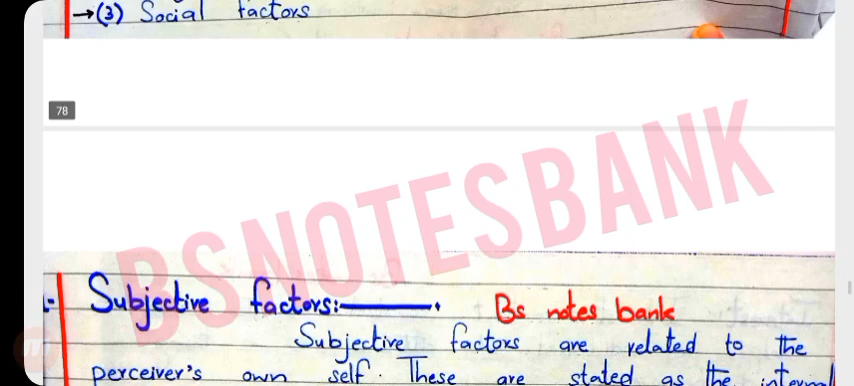 →(3) Social factors
78
BSNOTESBANK
Subjective factors:
Bs notes bank
Subjective factors are related to the
perceiver's own self. These are stated as the internal